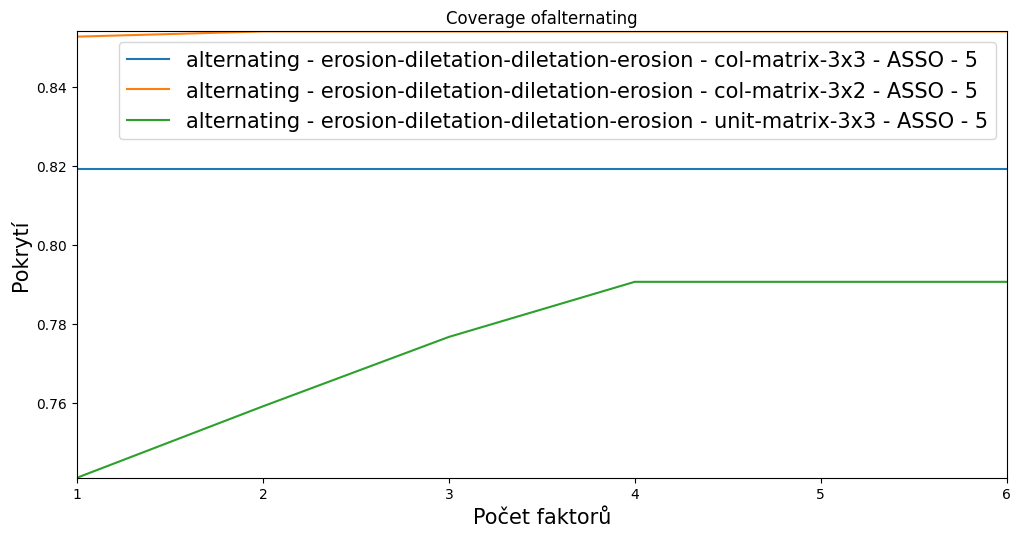 Coverage ofalternating
alternating - erosion-diletation-diletation-erosion - col-matrix-3x3 - ASSO - 5
alternating - erosion-diletation-diletation-erosion - col-matrix-3x2 - ASSO - 5
alternating - erosion-diletation-diletation-erosion - unit-matrix-3x3 - ASSO - 5
Pokrytí
0.84
0.82
0.80
0.78
0.76
1 2 3 4 5 6
Počet faktorů